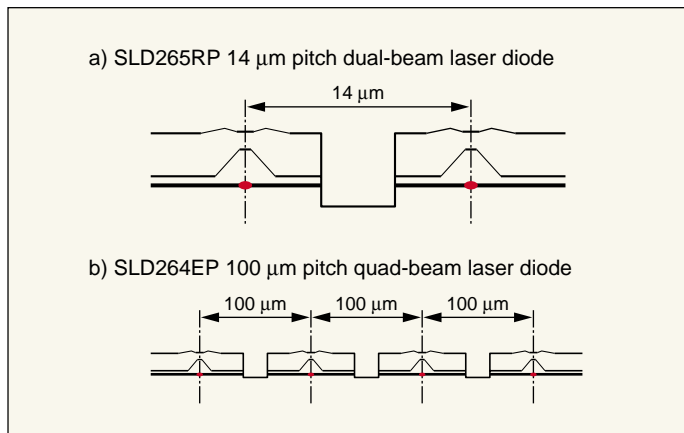 a) SLD265RP 14 μm pitch dual-beam laser diode
14 μm
b) SLD264EP 100 μm pitch quad-beam laser diode
100 μm 100 μm 100 μm